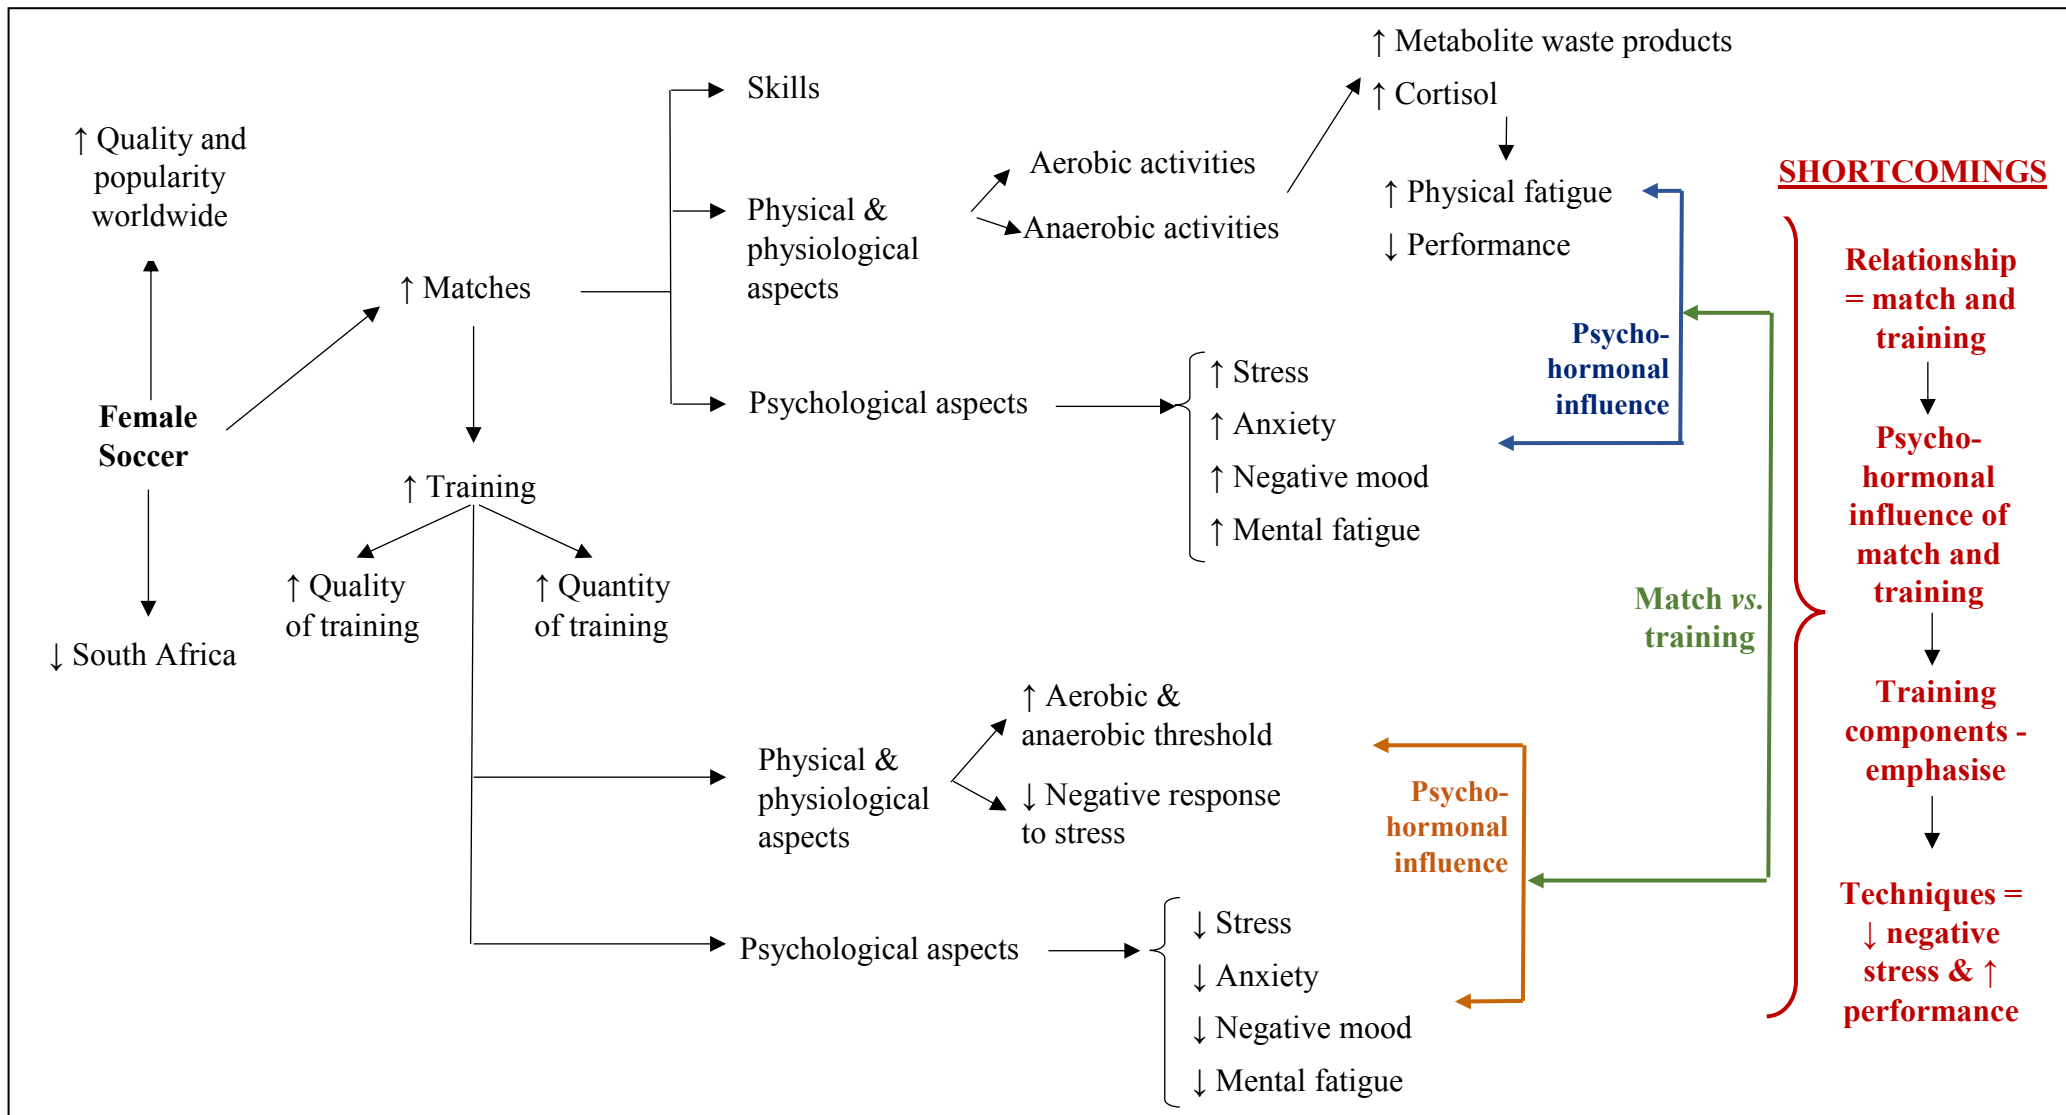 ↑ Quality and
popularity
worldwide
Female
Soccer
↓ South Africa
↑ Matches
↑ Training
↑ Quality
of training
↑ Quantity
of training
Skills
Physical &
physiological
aspects
Aerobic activities
Anaerobic activities
↑ Metabolite waste products
↑ Cortisol
↑ Physical fatigue
↓ Performance
Psychological aspects
↑ Stress
↑ Anxiety
↑ Negative mood
↑ Mental fatigue
Psycho-
hormonal
influence
Physical &
physiological
aspects
↑ Aerobic &
anaerobic threshold
↓ Negative response
to stress
Psychological aspects
↓ Stress
↓ Anxiety
↓ Negative mood
↓ Mental fatigue
Psycho-
hormonal
influence
Match vs.
training
SHORTCOMINGS
Relationship
= match and
training
Psycho-
hormonal
influence of
match and
training
Training
components -
emphasise
Techniques =
↓ negative
stress & ↑
performance